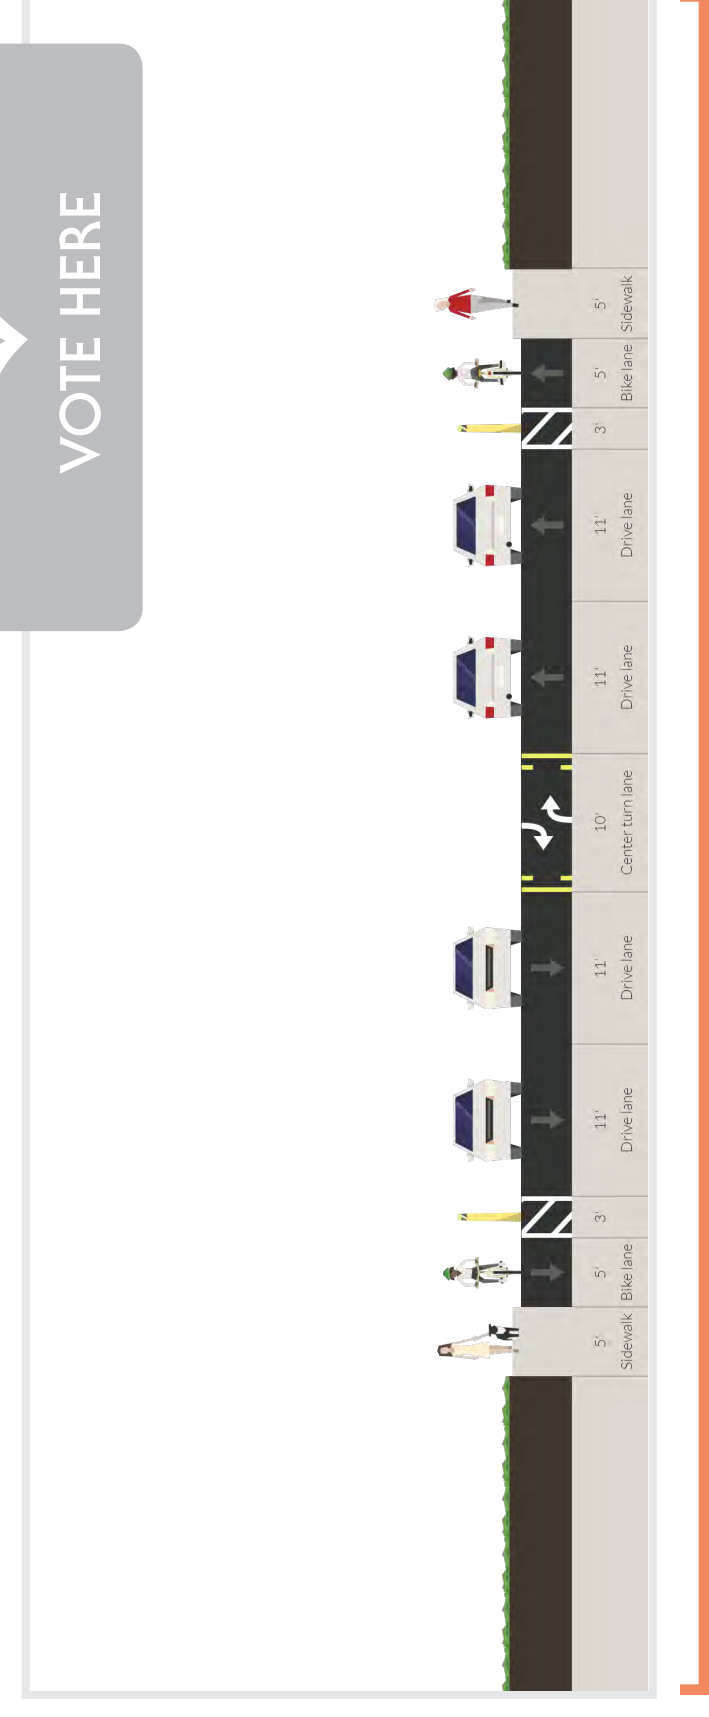 VOTE HERE
5' 5' 3' 11' 11' 10' 11' 11' 3' 5' 5'
Sidewalk Bike lane Drive lane Drive lane Center turn lane Drive lane Drive lane Bike lane Sidewalk